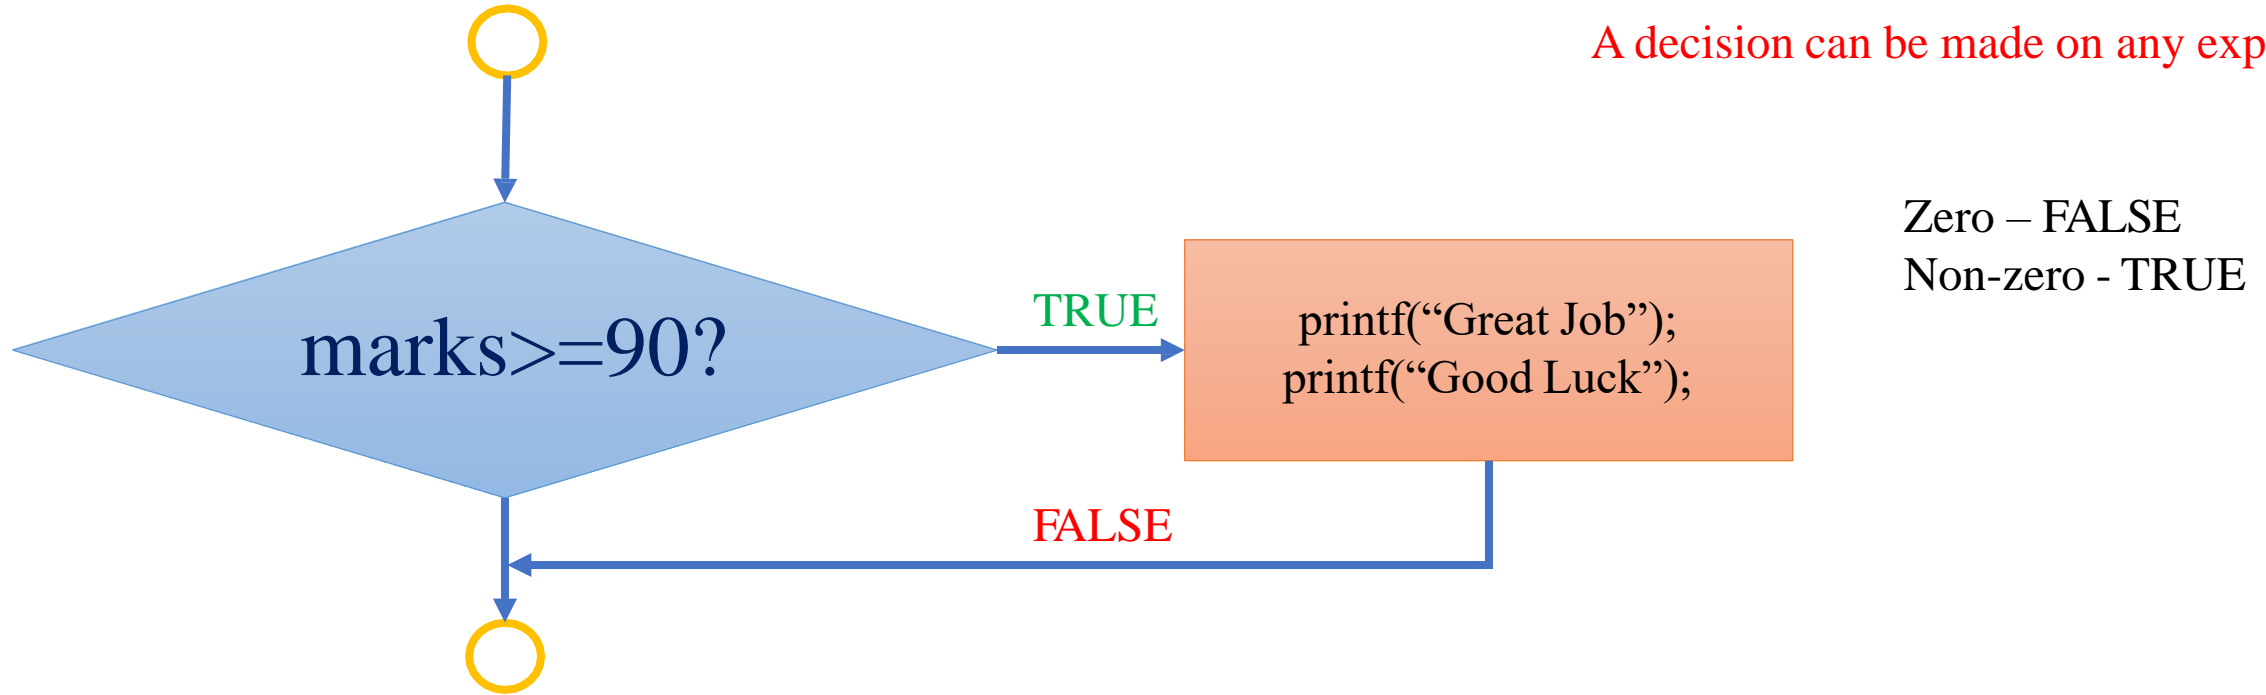 A decision can be made on any exp
Zero – FALSE
Non-zero - TRUE
marks>=90?
TRUE
printf(“Great Job”);
printf(“Good Luck”);
FALSE